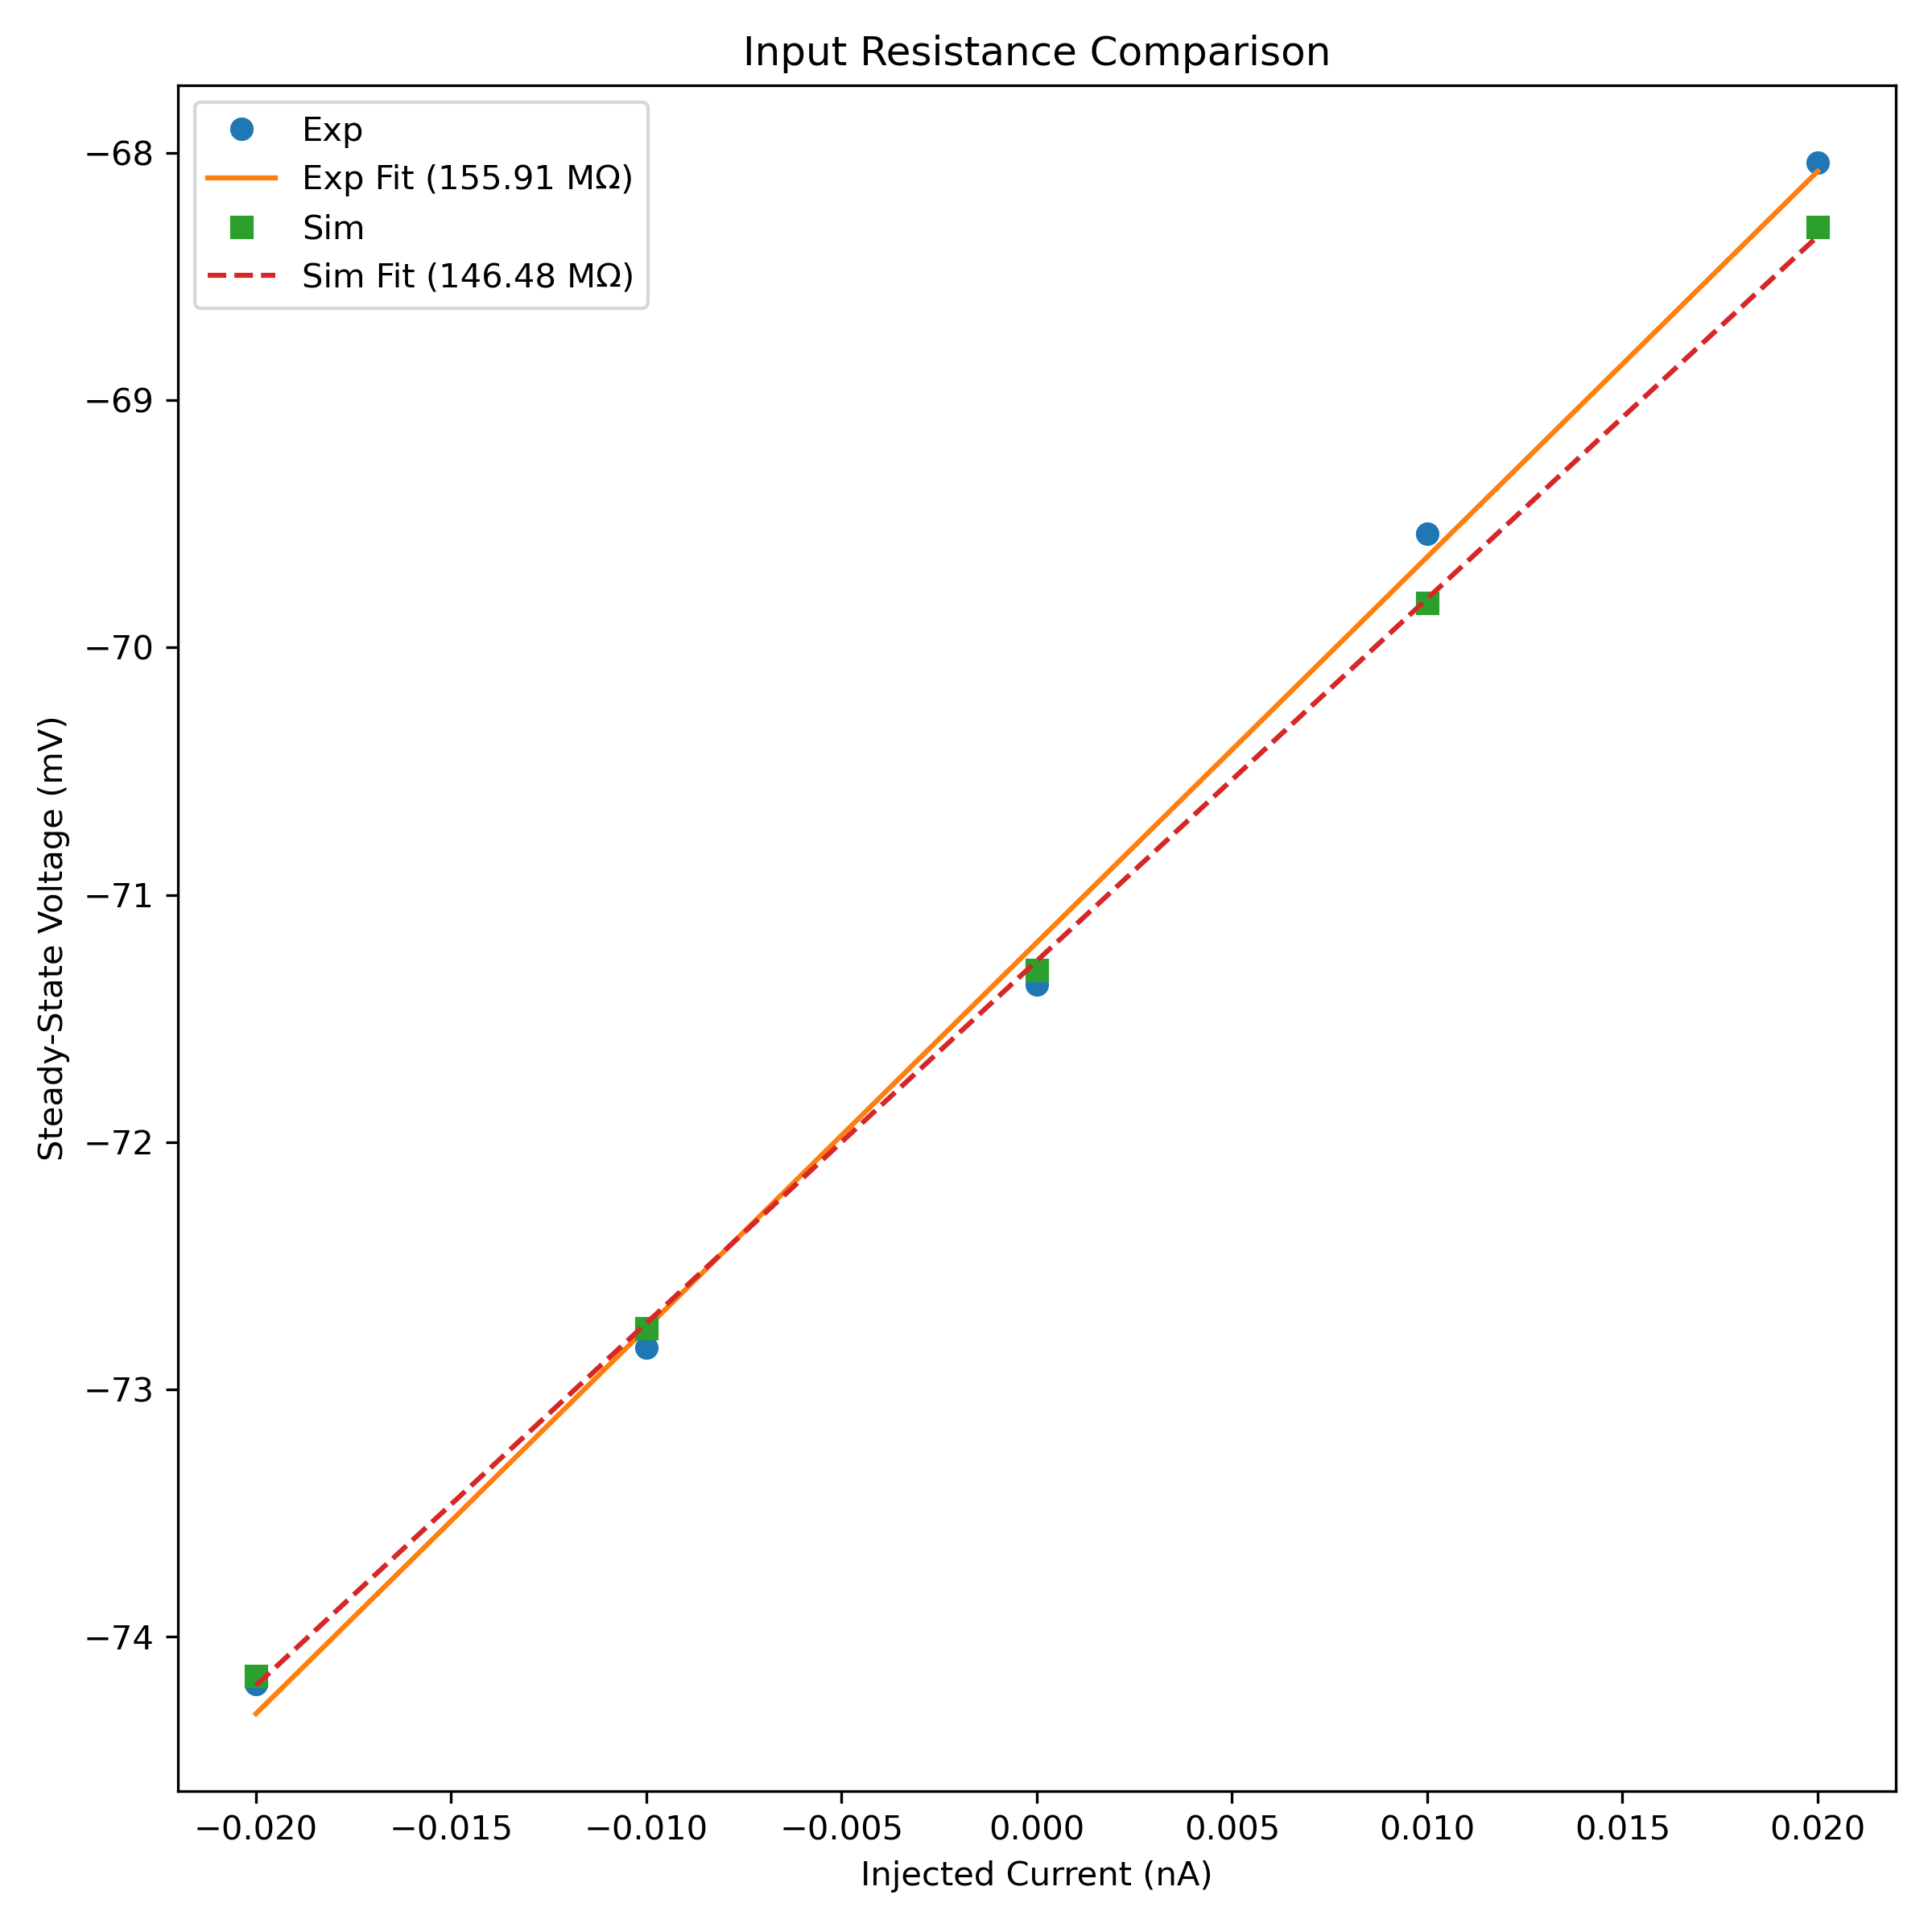 Input Resistance Comparison
Exp
Exp Fit (155.91 MΩ)
Sim
Sim Fit (146.48 MΩ)
−68
−69
−70
−71
−72
−73
−74
Steady-State Voltage (mV)
−0.020 −0.015 −0.010 −0.005 0.000 0.005 0.010 0.015 0.020
Injected Current (nA)